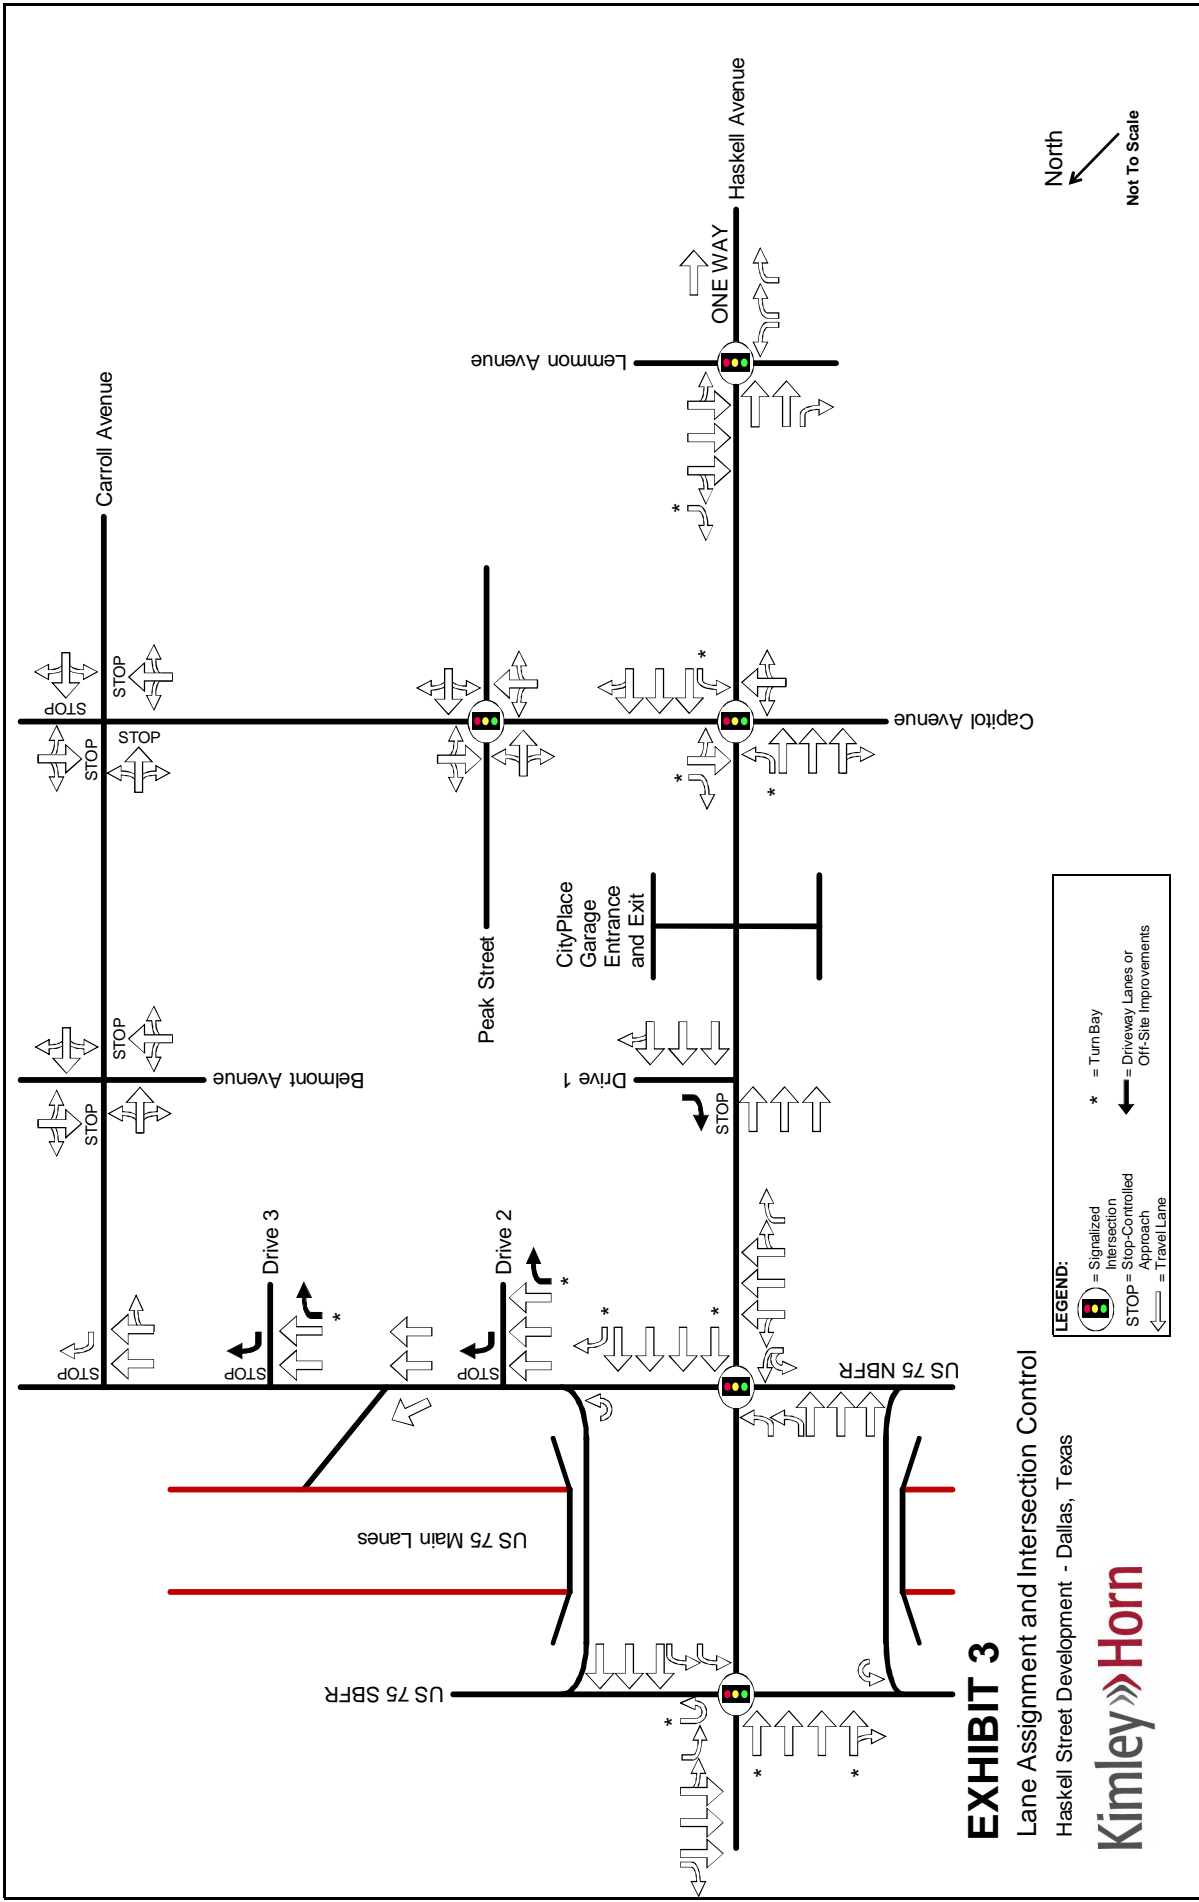 Carroll Avenue
STOP
STOP
STOP
STOP
Belmont Avenue
STOP
STOP
STOP
Drive 3
STOP
Drive 2
STOP
US 75 Main Lanes
US 75 SBFR
US 75 NBFR
Peak Street
CityPlace
Garage
Entrance
and Exit
Drive 1
STOP
Capitol Avenue
Lemmon Avenue
ONE WAY
Haskell Avenue
*
*
*
*
*
*
*
*
*
*
*
North
Not To Scale
LEGEND:
= Signalized
Intersection
STOP = Stop-Controlled
Approach
= Travel Lane
* = Turn Bay
= Driveway Lanes or
Off-Site Improvements
EXHIBIT 3
Lane Assignment and Intersection Control
Haskell Street Development - Dallas, Texas
Kimley»Horn